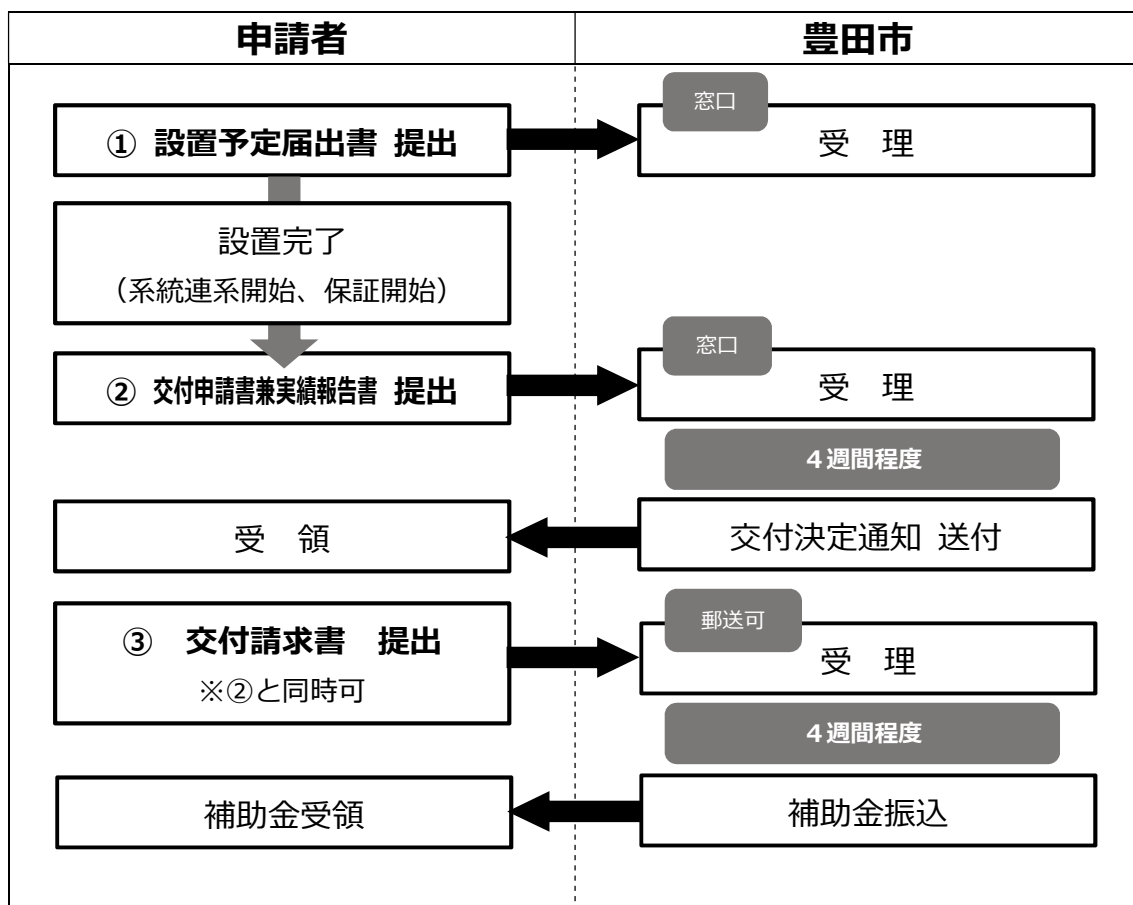 申請者
豊田市
① 設置予定届出書 提出
窓口
受　理
設置完了
（系統連系開始、保証開始）
② 交付申請書兼実績報告書 提出
窓口
受　理
４週間程度
受　領
交付決定通知 送付
③　交付請求書　提出
※②と同時可
郵送可
受　理
４週間程度
補助金受領
補助金振込